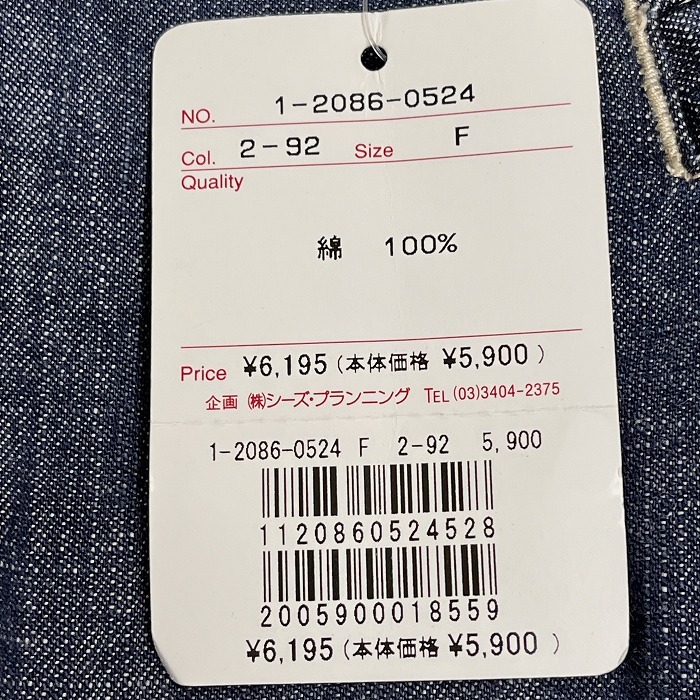 NO. 1-2086-0524
Col. 2-92 Size F
Quality
綿 100%
Price ¥6,195(本体価格 ¥5,900)
企画 ㈱シーズ・プランニング TEL(03)3404-2375
1-2086-0524 F 2-92 5,900
1120860524528
2005900018559
¥6,195(本体価格 ¥5,900)